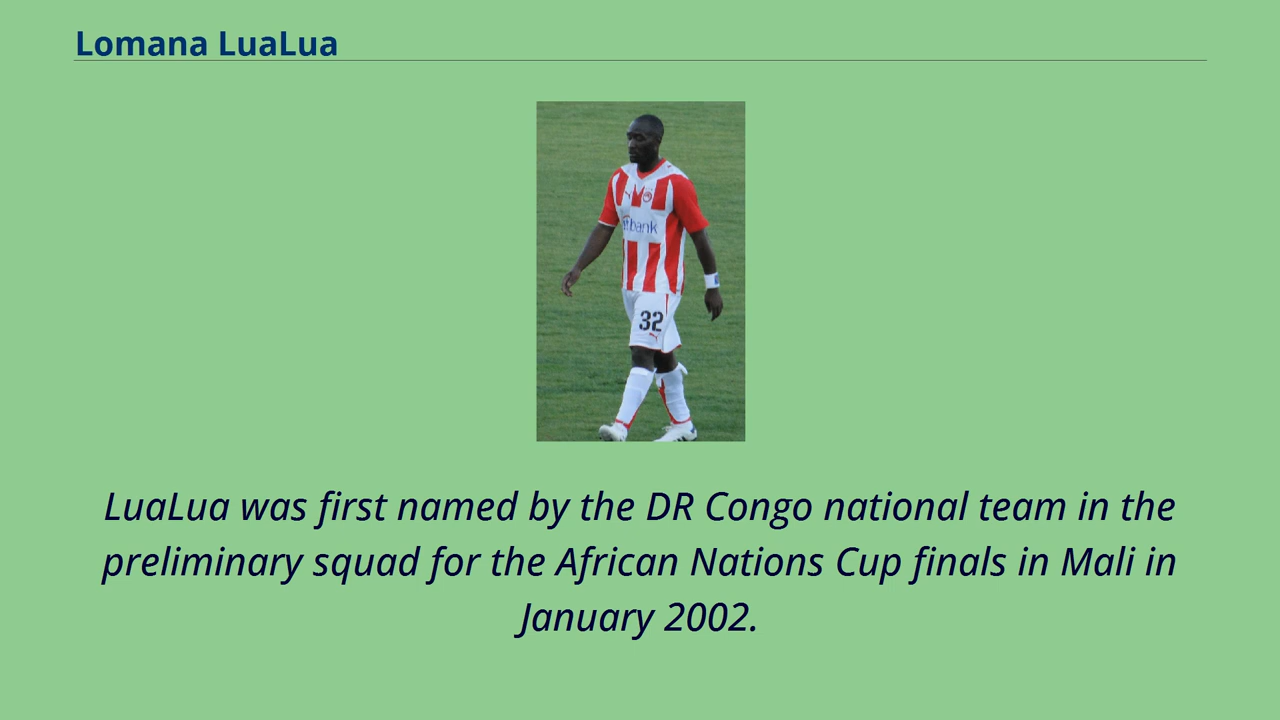 Lomana LuaLua
tbank
32
LuaLua was first named by the DR Congo national team in the
preliminary squad for the African Nations Cup finals in Mali in
January 2002.